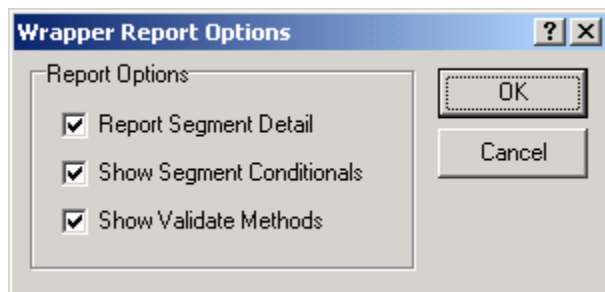 Wrapper Report Options
?
Report Options
OK
Report Segment Detail
Cancel
Show Segment Conditionals
Show Validate Methods